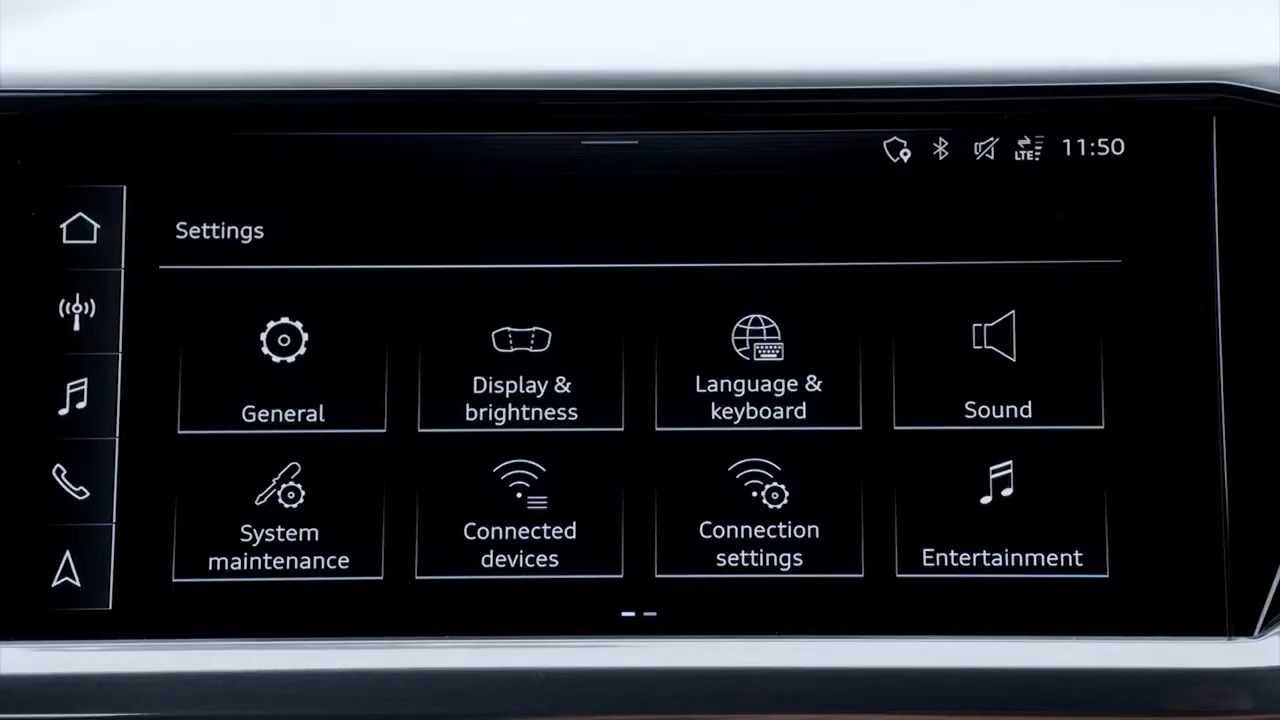 LTE 11:50
Settings
General
Display &
brightness
Language &
keyboard
Sound
System
maintenance
Connected
devices
Connection
settings
Entertainment